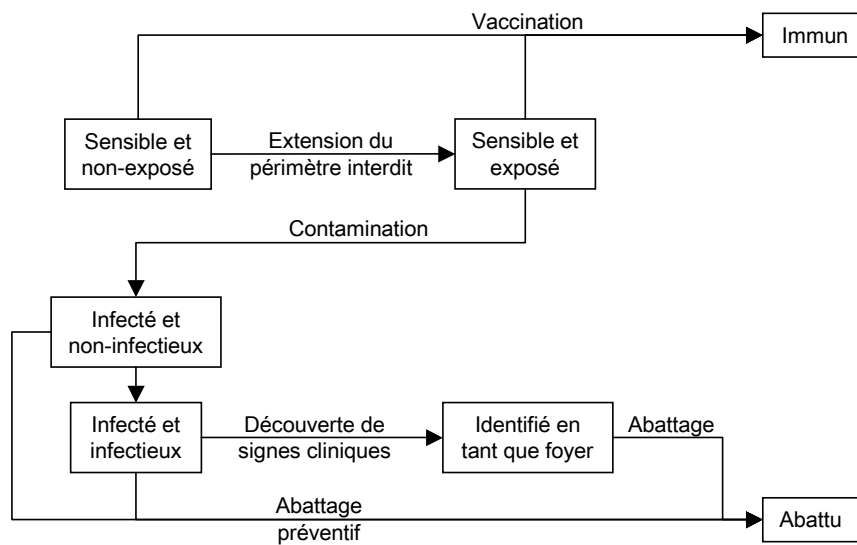 Vaccination
Immun
Sensible et
non-exposé
Extension du
périmètre interdit
Sensible et
exposé
Contamination
Infecté et
non-infectieux
Infecté et
infectieux
Découverte de
signes cliniques
Identifié en
tant que foyer
Abattage
Abattage
préventif
Abattu